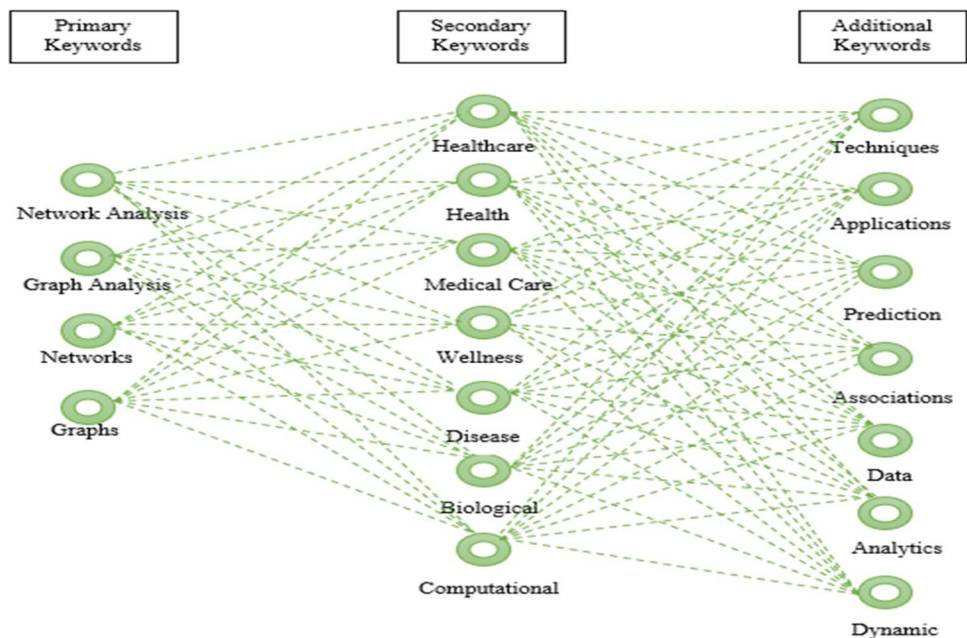 Primary
Keywords
Secondary
Keywords
Additional
Keywords
Network Analysis
Graph Analysis
Networks
Graphs
Healthcare
Health
Medical Care
Wellness
Disease
Biological
Computational
Techniques
Applications
Prediction
Associations
Data
Analytics
Dynamic